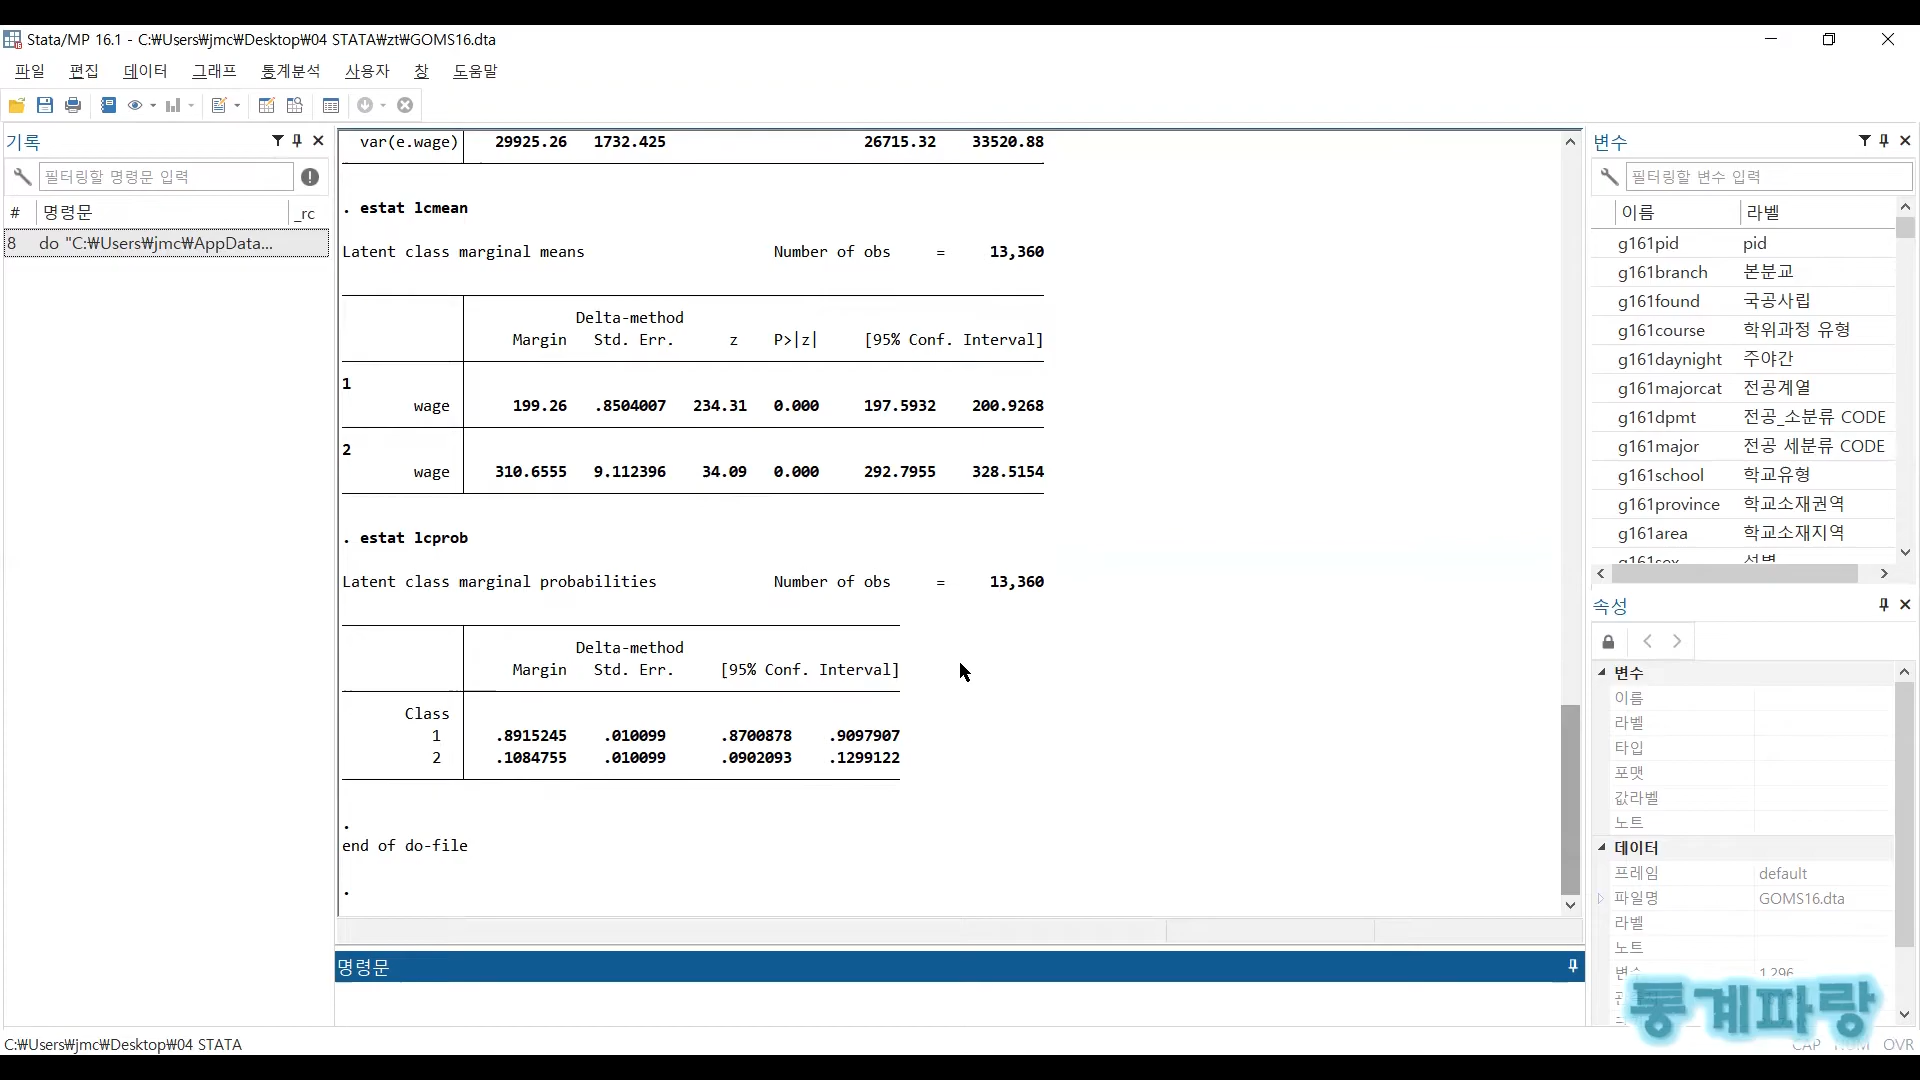 Stata/MP 16.1 - C:₩Users₩jmc₩Desktop₩04 STATA₩zt₩GOMS16.dta
파일 편집 데이터 그래프 통계분석 사용자 창 도움말
기록
필터링할 명령문 입력
# 명령문 _rc
8 do "C:₩Users₩jmc₩AppData...
var(e.wage) 29925.26 1732.425 26715.32 33520.88
. estat lcmean
Latent class marginal means Number of obs = 13,360
Delta-method
Margin Std. Err. z P>|z| [95% Conf. Interval]
1
wage 199.26 .8504007 234.31 0.000 197.5932 200.9268
2
wage 310.6555 9.112396 34.09 0.000 292.7955 328.5154
. estat lcprob
Latent class marginal probabilities Number of obs = 13,360
Delta-method
Margin Std. Err. [95% Conf. Interval]
Class
1 .8915245 .010099 .8700878 .9097907
2 .1084755 .010099 .0902093 .1299122
.
end of do-file
.
명령문
변수
필터링할 변수 입력
이름 라벨
g161pid pid
g161branch 본분교
g161found 국공사립
g161course 학위과정 유형
g161daynight 주야간
g161majorcat 전공계열
g161dpmt 전공_소분류 CODE
g161major 전공 세분류 CODE
g161school 학교유형
g161province 학교소재권역
g161area 학교소재지역
g161sex 성별
속성
변수
이름
라벨
타입
포맷
값라벨
노트
데이터
프레임 default
파일명 GOMS16.dta
라벨
노트
변수 1,296
통계파랑
C:₩Users₩jmc₩Desktop₩04 STATA
CAP NUM OVR